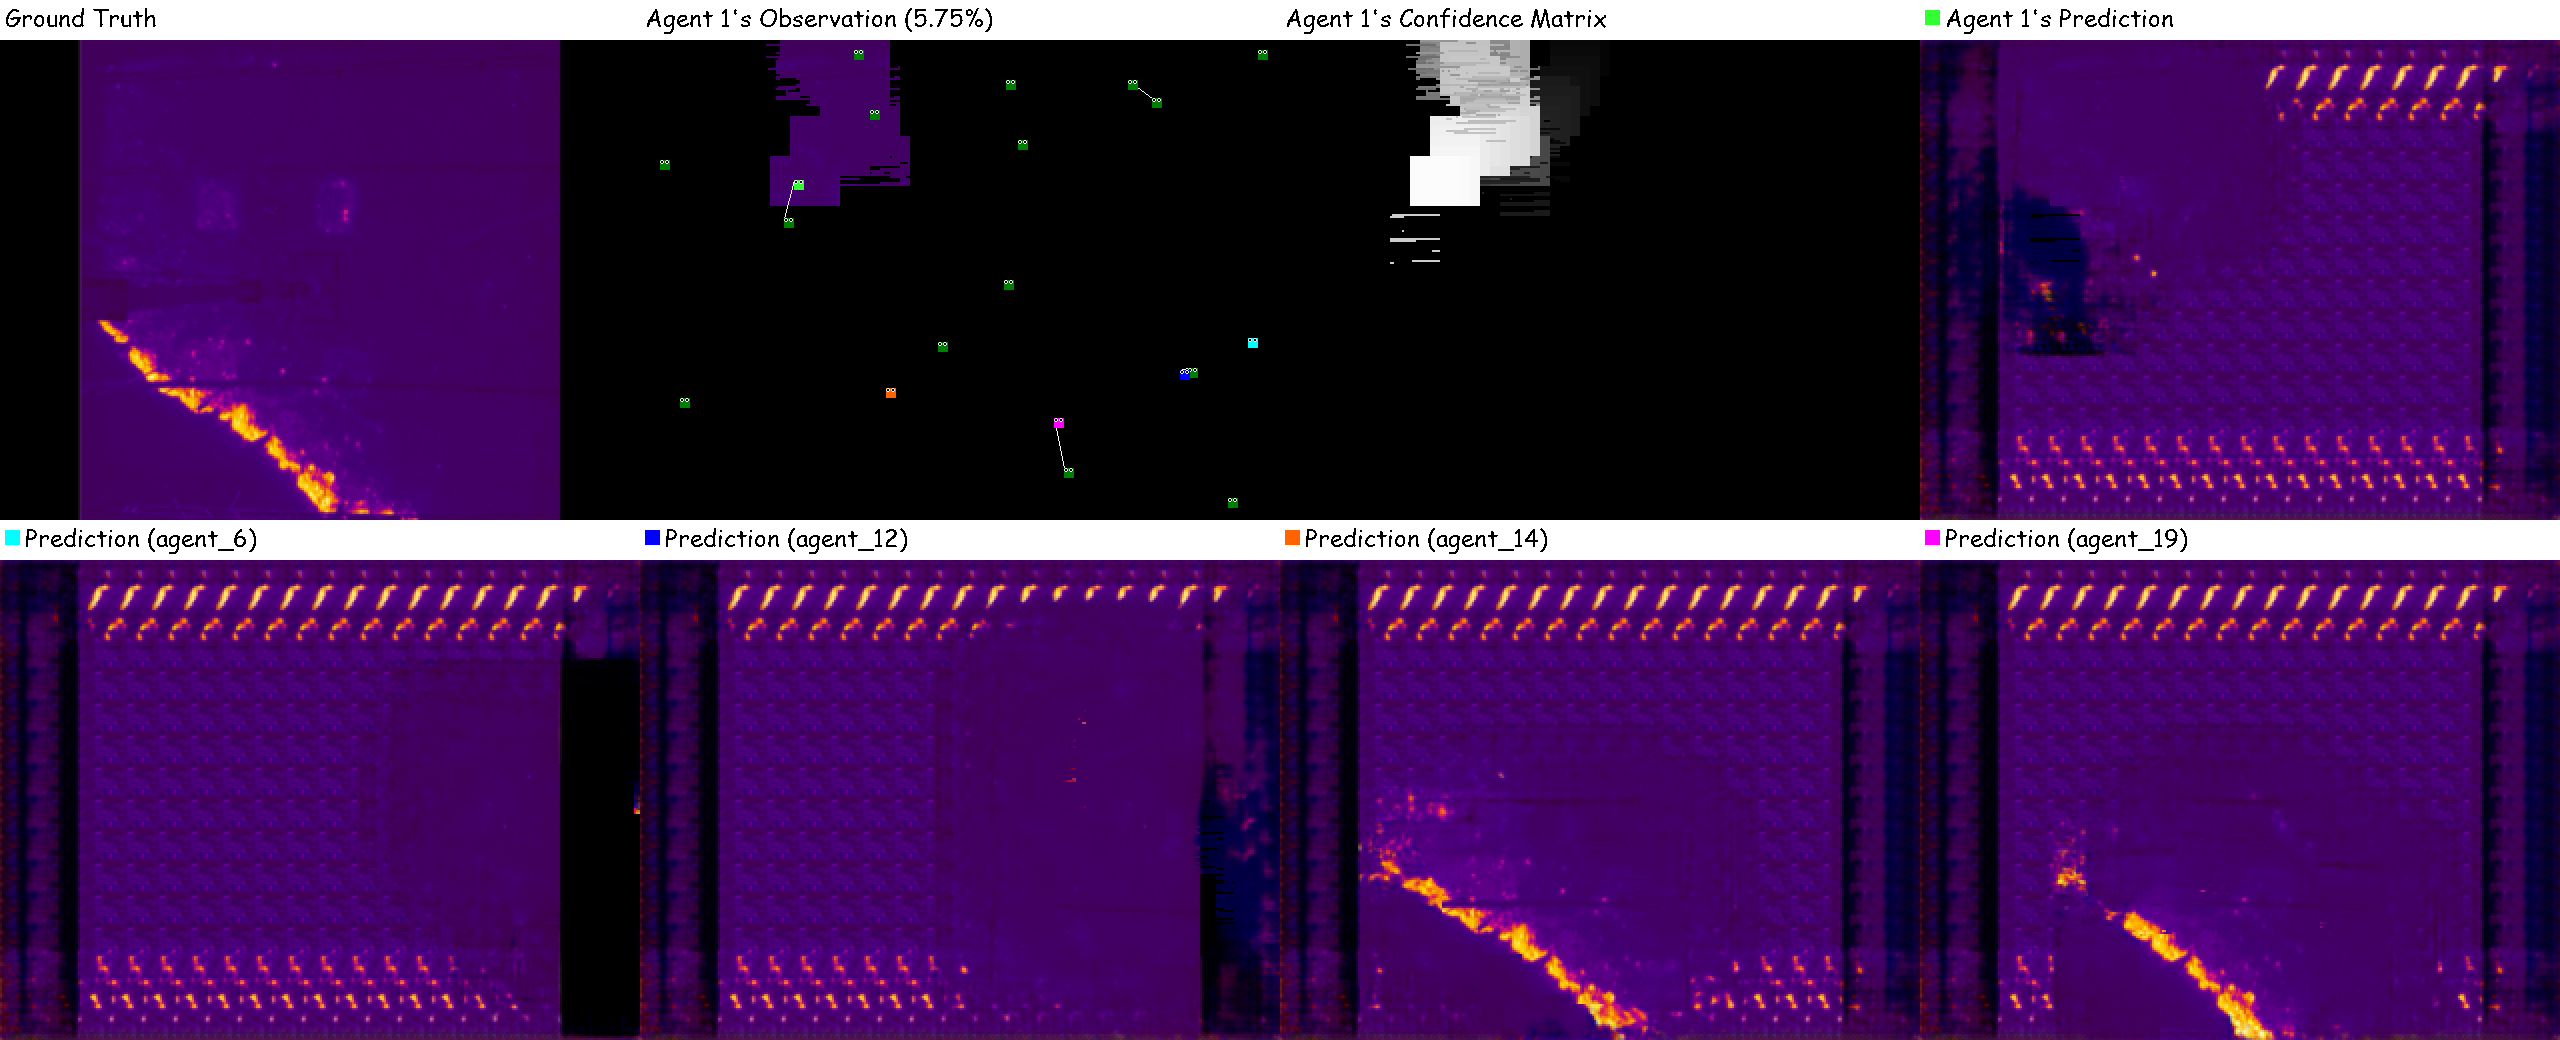 Ground Truth
Agent 1's Observation (5.75%)
Agent 1's Confidence Matrix
Agent 1's Prediction
Prediction (agent_6)
Prediction (agent_12)
Prediction (agent_14)
Prediction (agent_19)